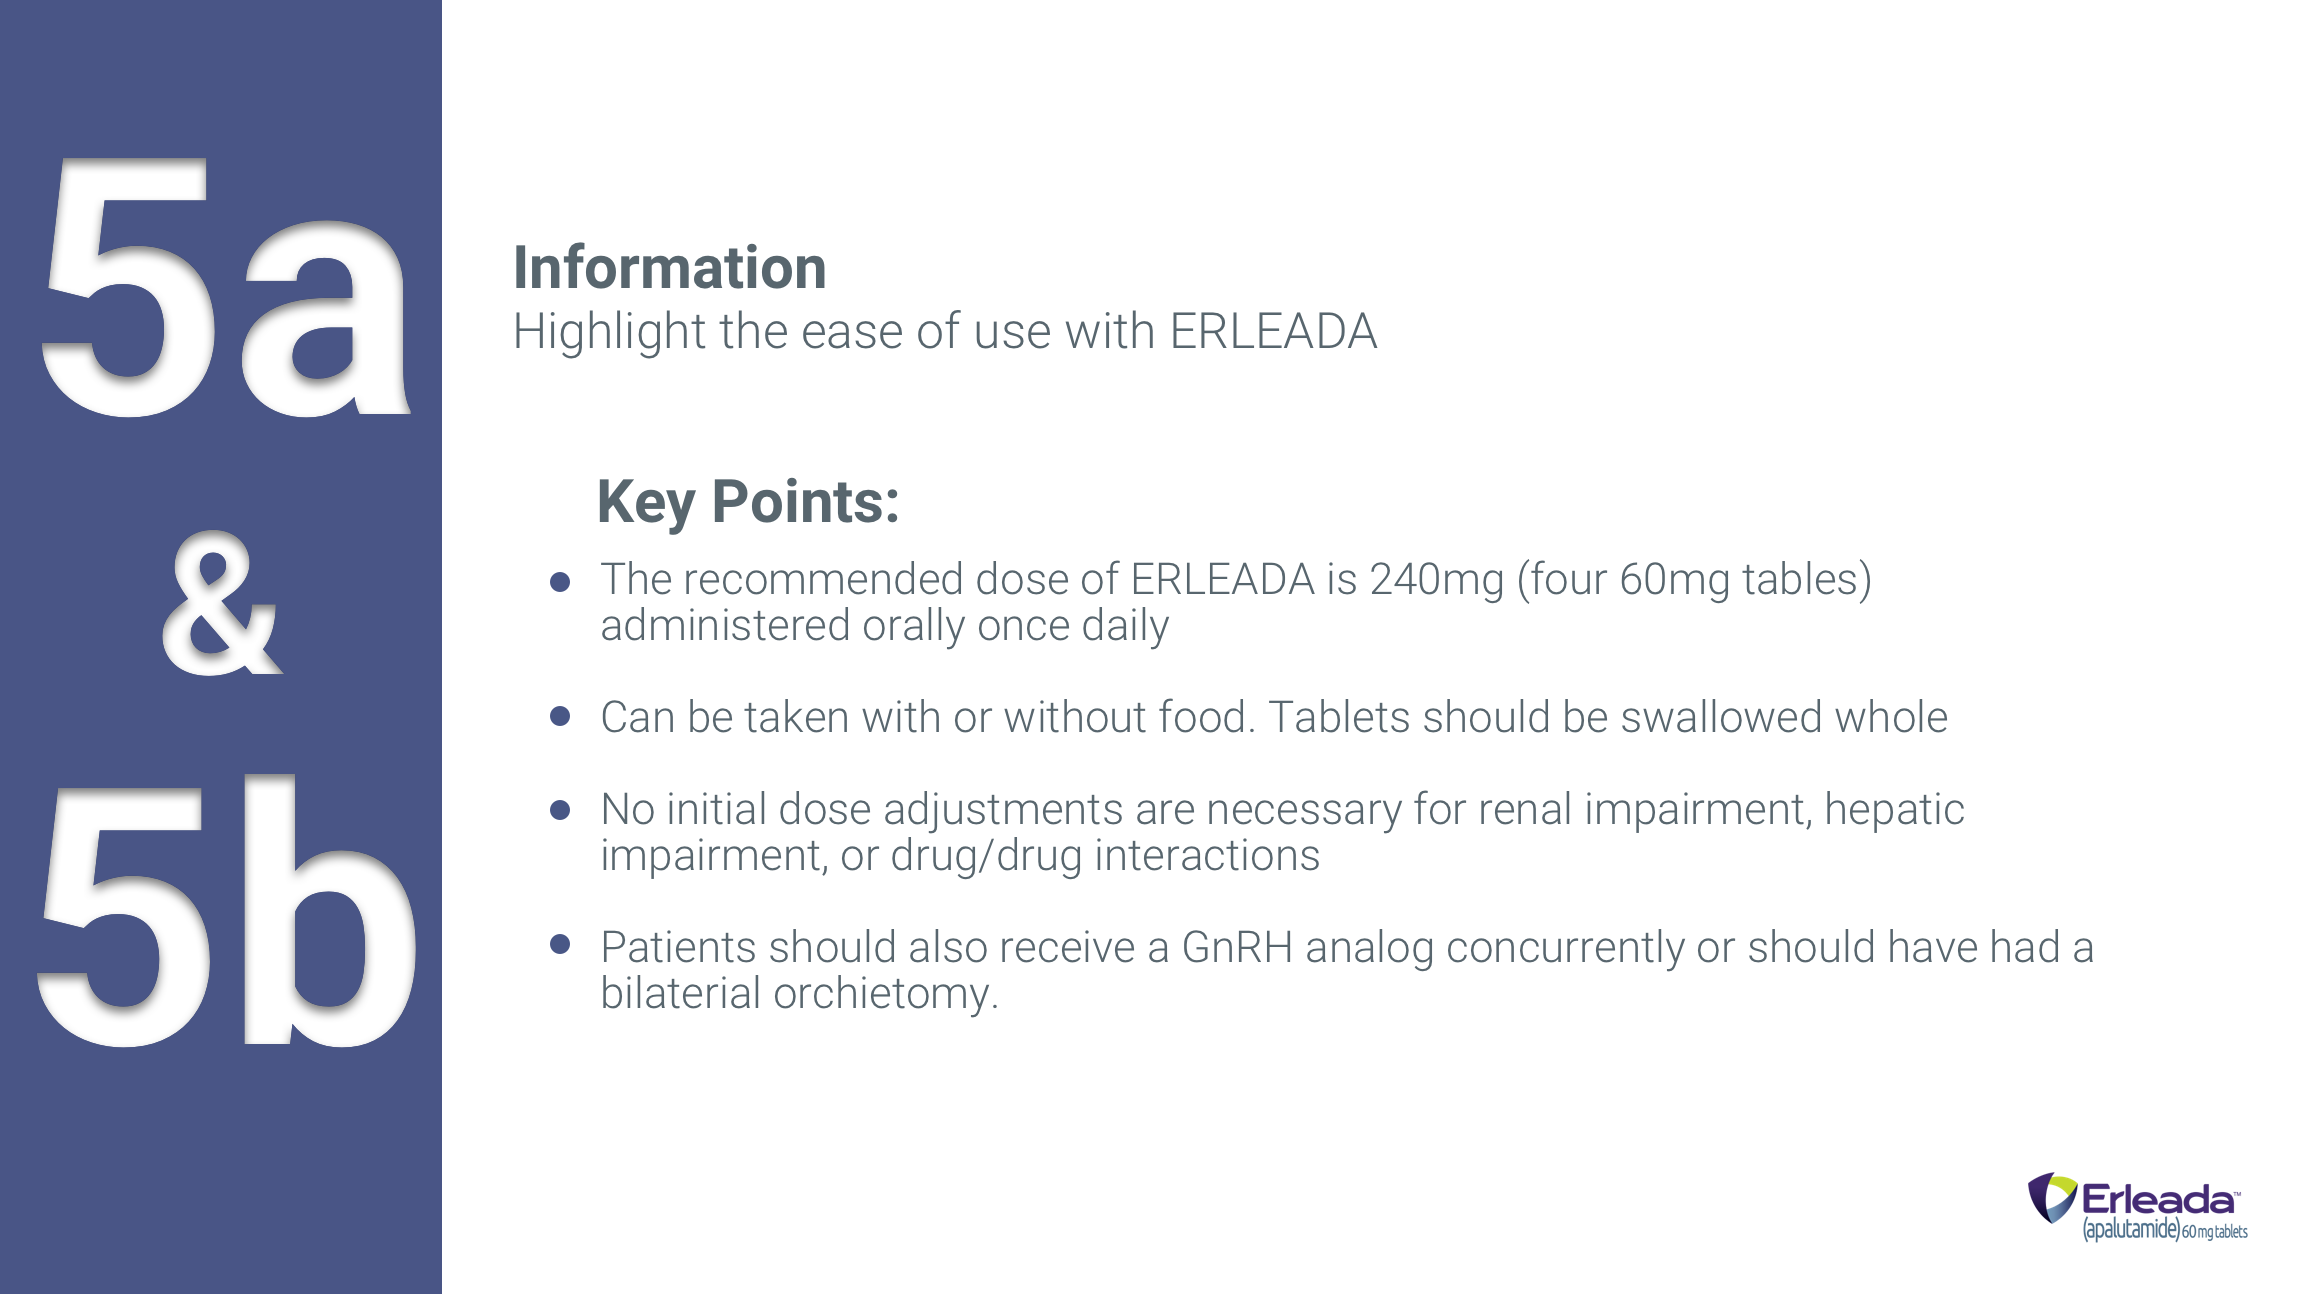 5a
&
5b
Information
Highlight the ease of use with ERLEADA
Key Points:
● The recommended dose of ERLEADA is 240mg (four 60mg tables)
administered orally once daily
● Can be taken with or without food. Tablets should be swallowed whole
● No initial dose adjustments are necessary for renal impairment, hepatic
impairment, or drug/drug interactions
● Patients should also receive a GnRH analog concurrently or should have had a
bilaterial orchietomy.
Erleada™
(apalutamide) 60 mg tablets